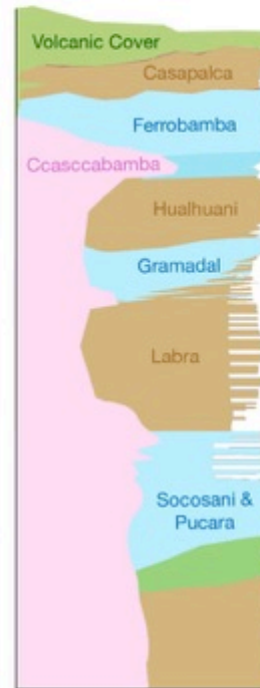 Volcanic Cover
Casapalca
Ferrobamba
Ccasccabamba
Hualhuani
Gramadal
Labra
Socosani &
Pucara